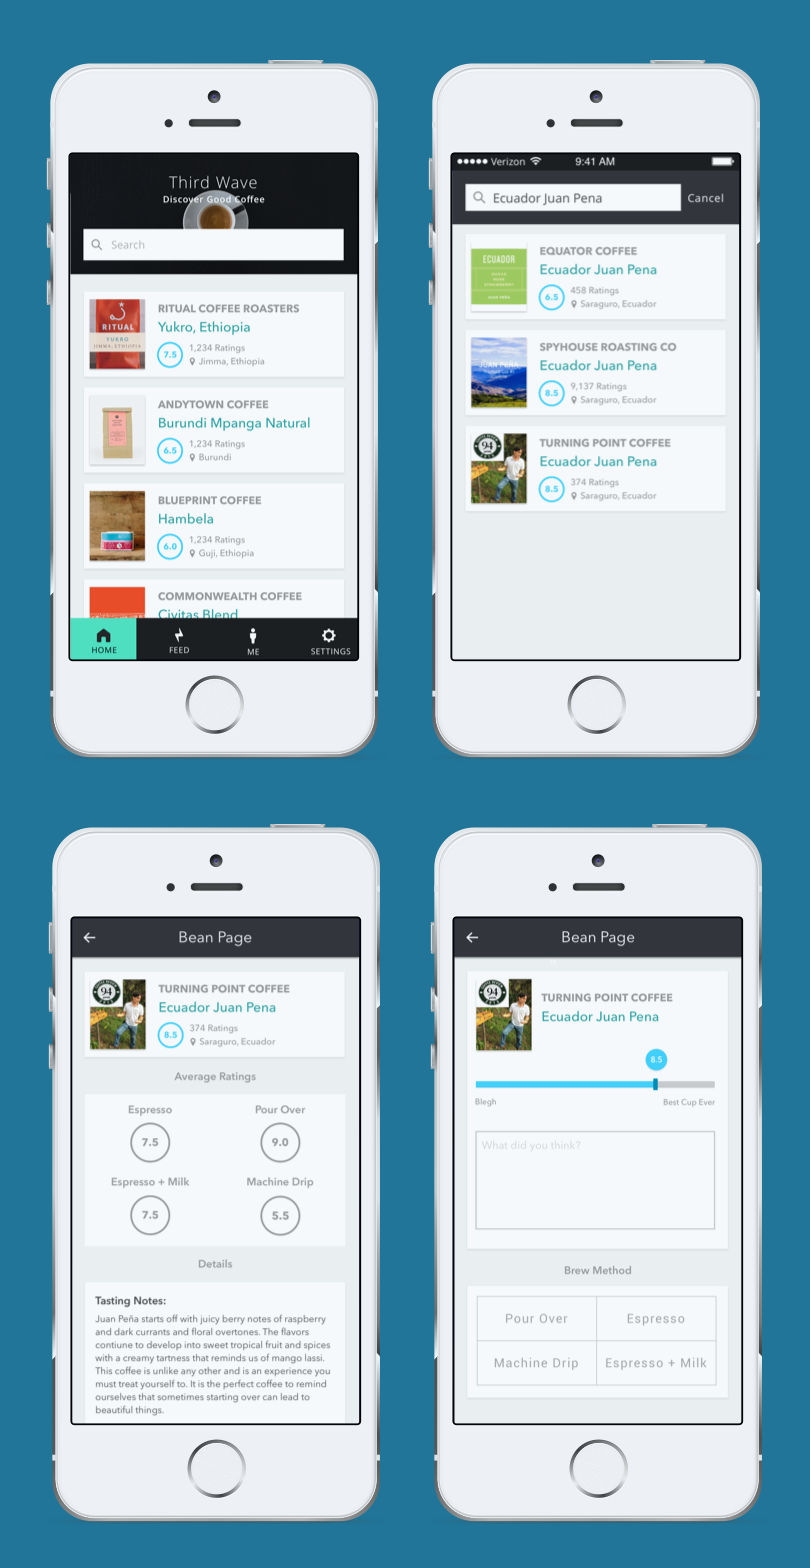 Third Wave
Discover Good Coffee
Search
RITUAL
YUKRO
JIMMA, ETHIOPIA
RITUAL COFFEE ROASTERS
Yukro, Ethiopia
7.5
1,234 Ratings
Jimma, Ethiopia
ANDYTOWN COFFEE
Burundi Mpanga Natural
6.5
1,234 Ratings
Burundi
BLUEPRINT COFFEE
Hambela
6.0
1,234 Ratings
Guji, Ethiopia
COMMONWEALTH COFFEE
Civitas Blend
HOME
FEED
ME
SETTINGS
Verizon
9:41 AM
Ecuador Juan Pena
Cancel
ECUADOR
JUAN PEÑA
EQUATOR COFFEE
Ecuador Juan Pena
6.5
458 Ratings
Saraguro, Ecuador
JUAN PEÑA,
SPYHOUSE ROASTING CO
Ecuador Juan Pena
8.5
9,137 Ratings
Saraguro, Ecuador
94
TURNING POINT COFFEE
Ecuador Juan Pena
8.5
374 Ratings
Saraguro, Ecuador
Bean Page
94
TURNING POINT COFFEE
Ecuador Juan Pena
8.5
374 Ratings
Saraguro, Ecuador
Average Ratings
Espresso
Pour Over
7.5
9.0
Espresso + Milk
Machine Drip
7.5
5.5
Details
Tasting Notes:
Juan Peña starts off with juicy berry notes of raspberry
and dark currants and floral overtones. The flavors
contiune to develop into sweet tropical fruit and spices
with a creamy tartness that reminds us of mango lassi.
This coffee is unlike any other and is an experience you
must treat yourself to. It is the perfect coffee to remind
ourselves that sometimes starting over can lead to
beautiful things.
Bean Page
94
TURNING POINT COFFEE
Ecuador Juan Pena
8.5
Blegh
Best Cup Ever
What did you think?
Brew Method
Pour Over
Espresso
Machine Drip
Espresso + Milk